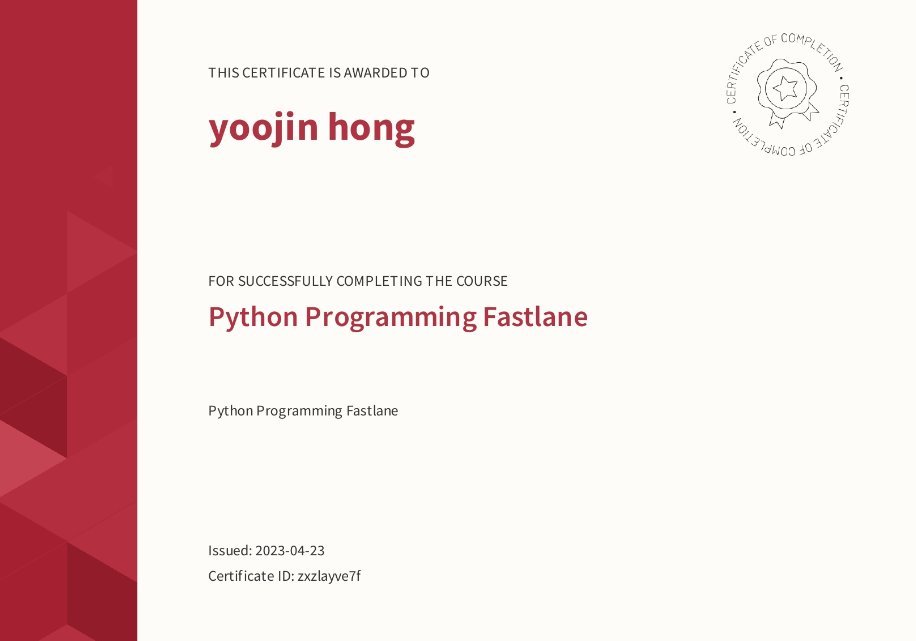 THIS CERTIFICATE IS AWARDED TO
yoojin hong
CERTIFICATE OF COMPLETION • CERTIFICATE OF COMPLETION •
FOR SUCCESSFULLY COMPLETING THE COURSE
Python Programming Fastlane
Python Programming Fastlane
Issued: 2023-04-23
Certificate ID: zxzlayve7f